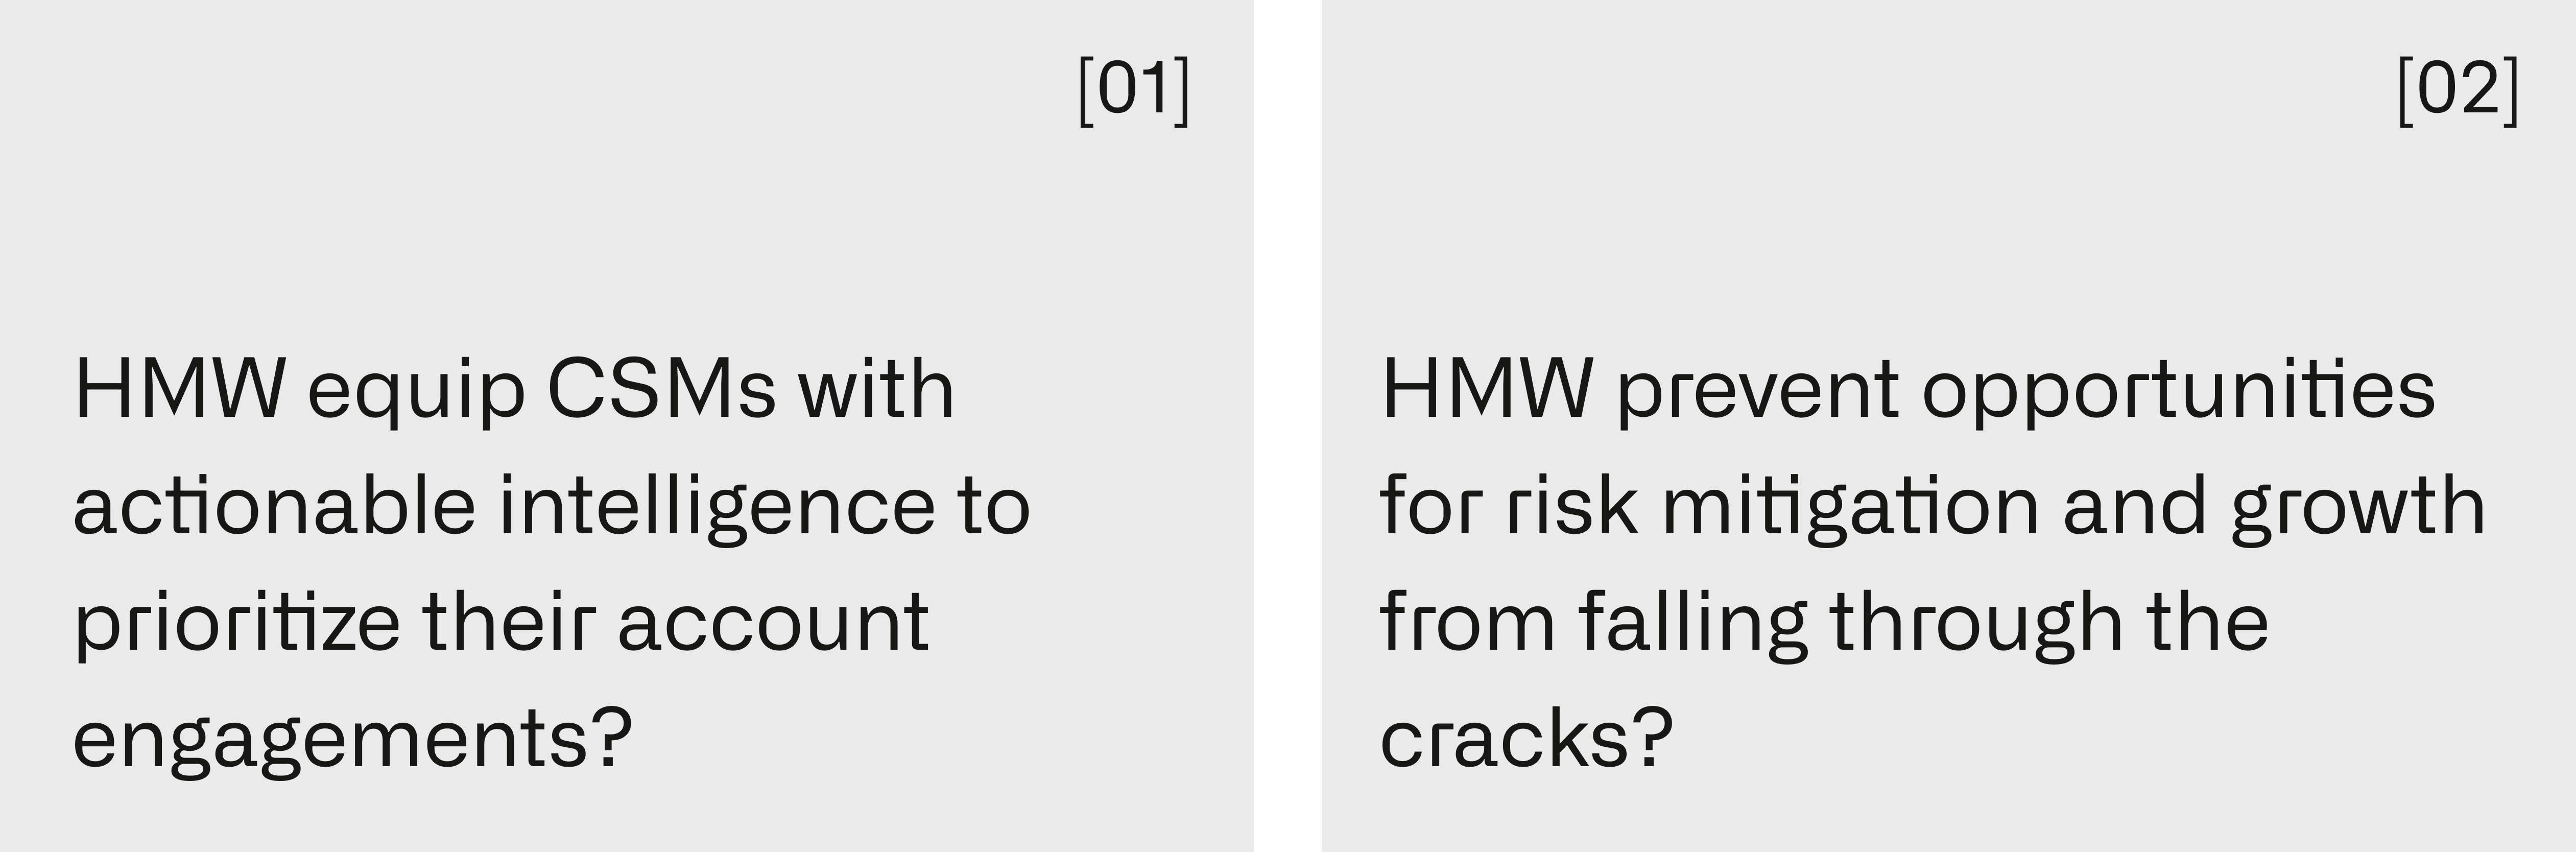 [01]
HMW equip CSMs with
actionable intelligence to
prioritize their account
engagements?
[02]
HMW prevent opportunities
for risk mitigation and growth
from falling through the
cracks?